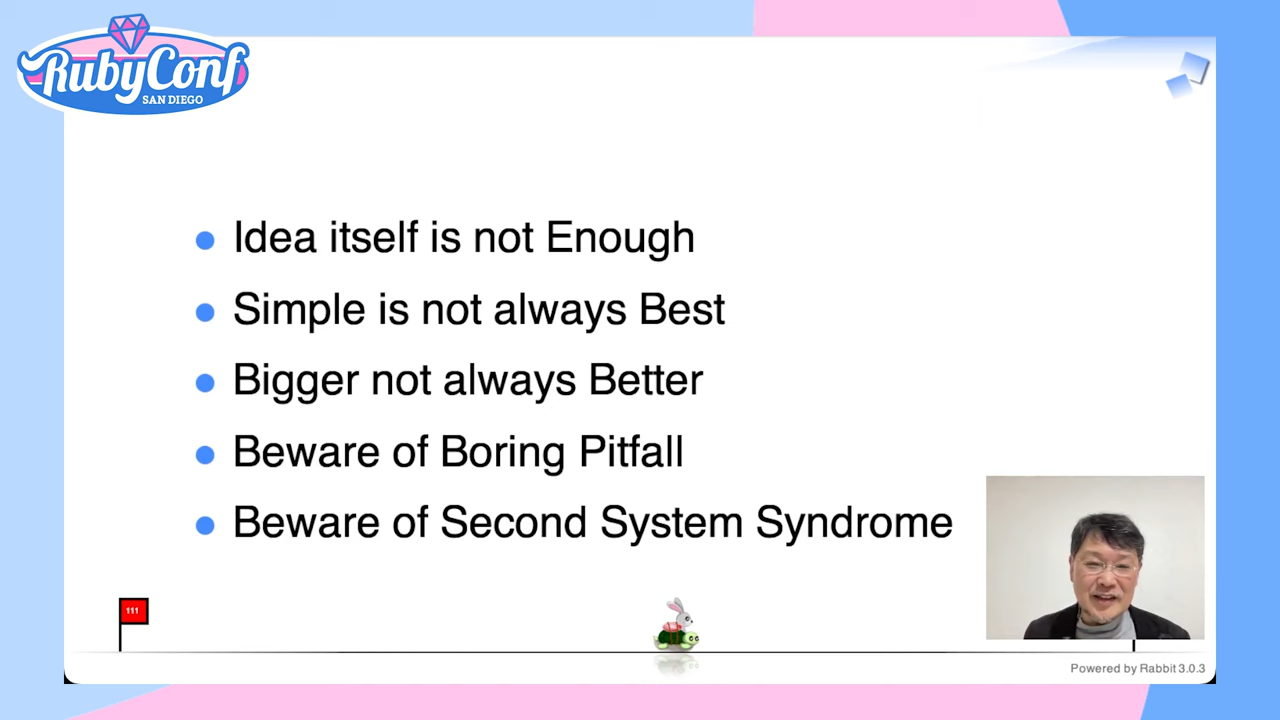 RubyConf
SAN DIEGO
Idea itself is not Enough
Simple is not always Best
Bigger not always Better
Beware of Boring Pitfall
Beware of Second System Syndrome
111
Powered by Rabbit 3.0.3